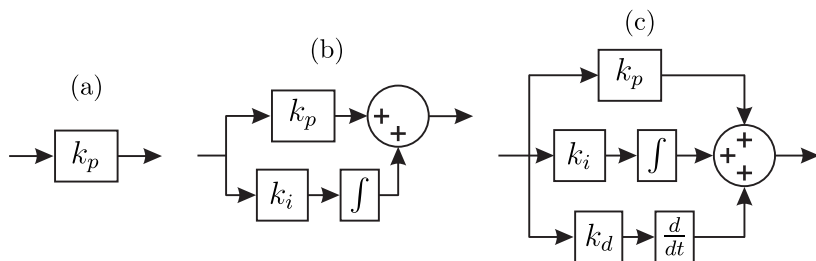 (a)
k_p
(b)
k_p
+
+
k_i
∫
(c)
k_p
k_i
∫
+
+
+
k_d
d/dt